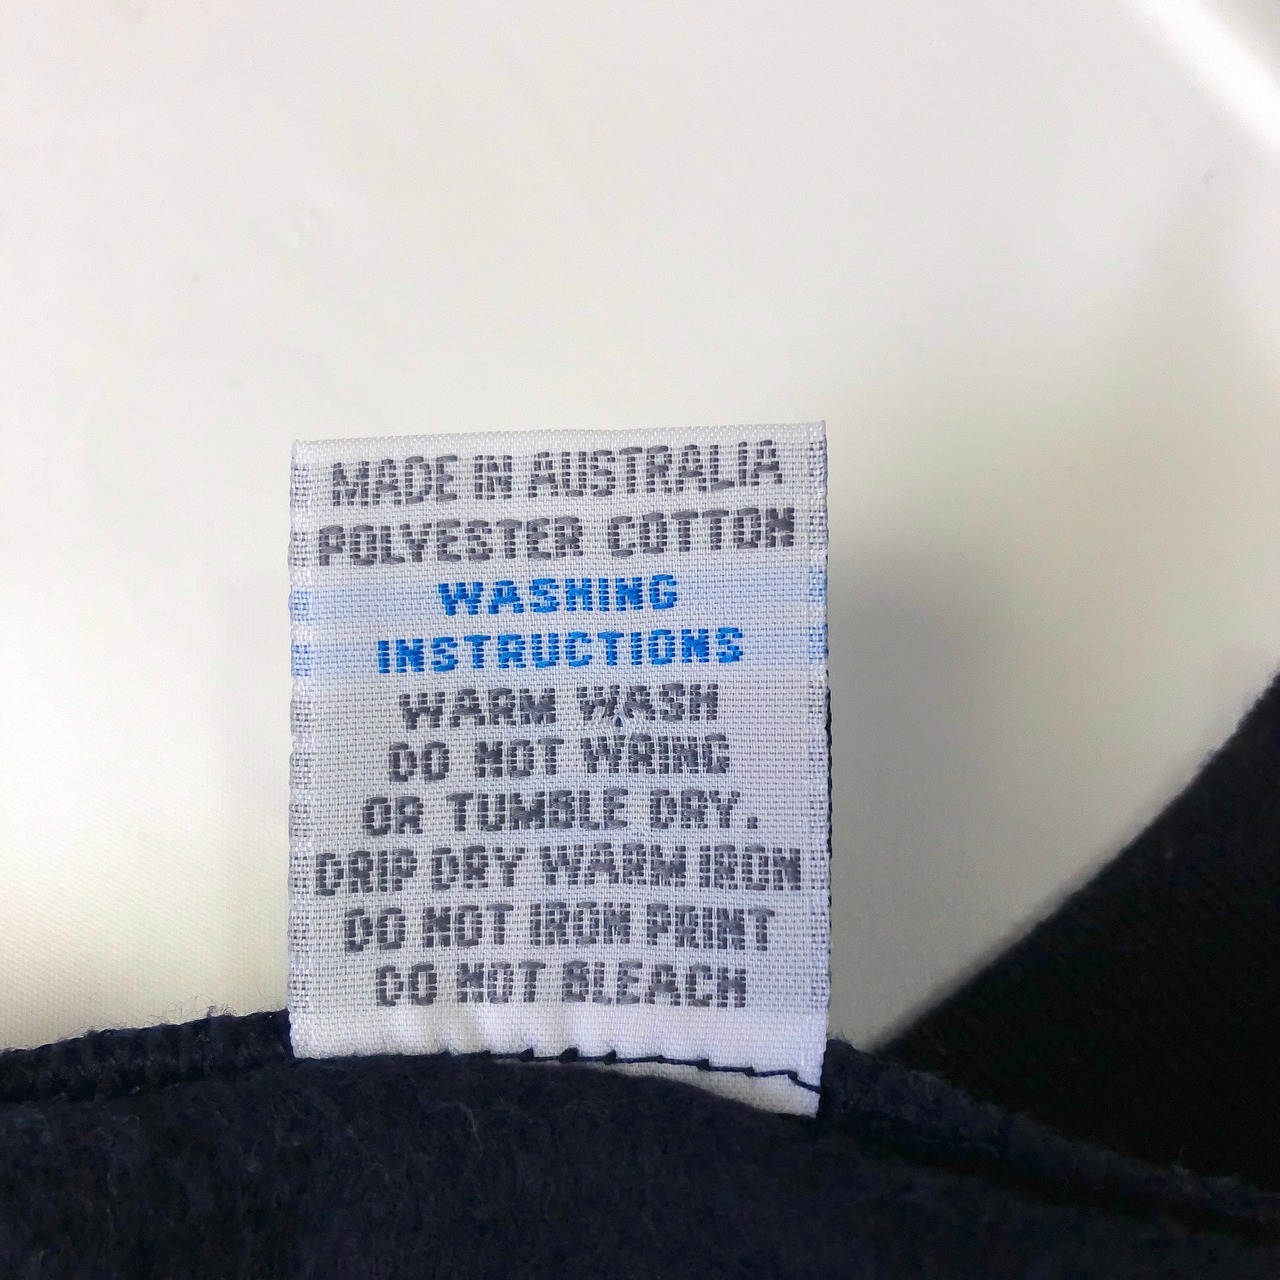 MADE IN AUSTRALIA
POLYESTER COTTON
WASHING
INSTRUCTIONS
WARM WASH
DO NOT WRING
OR TUMBLE DRY.
DRIP DRY WARM IRON
DO NOT IRON PRINT
DO NOT BLEACH